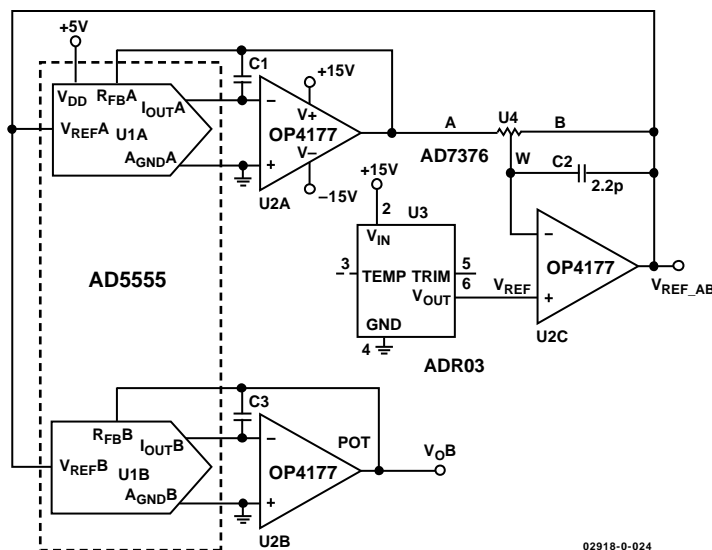 +5V
VDD
RFBA
IOUTA
VREFA
U1A
AGNDA
C1
+15V
V+
OP4177
V–
–15V
U2A
A
U4
B
AD7376
W
C2
2.2p
+15V
2
U3
VIN
3
TEMP
TRIM
5
VOUT
6
GND
4
ADR03
VREF
OP4177
U2C
VREF_AB
AD5555
RFBB
IOUTB
VREFB
U1B
AGNDB
C3
OP4177
U2B
POT
VOB
−
+
−
+
−
+
02918-0-024